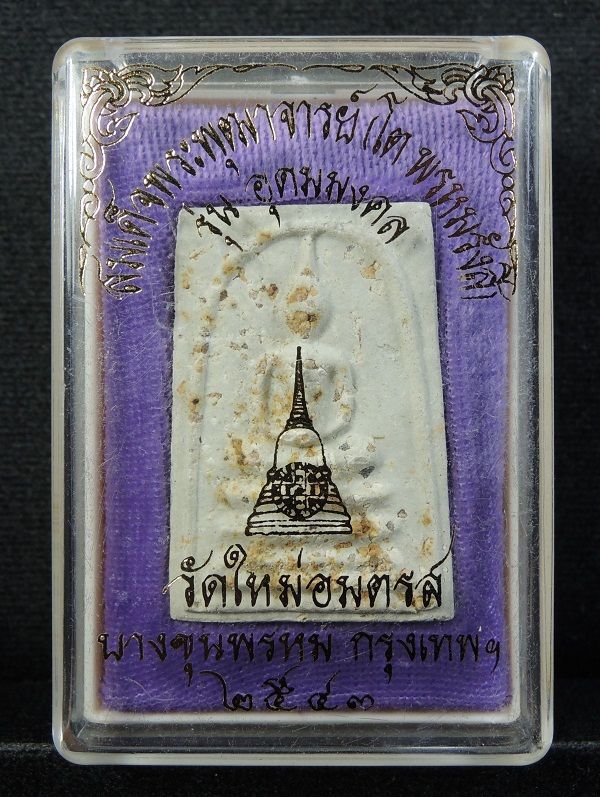 สมเด็จพระพุฒาจารย์ (โต พรหมรังสี)
รุ่น อุดมมงคล
วัดใหม่อมตรส
บางขุนพรหม กรุงเทพฯ
๒๕๔๓